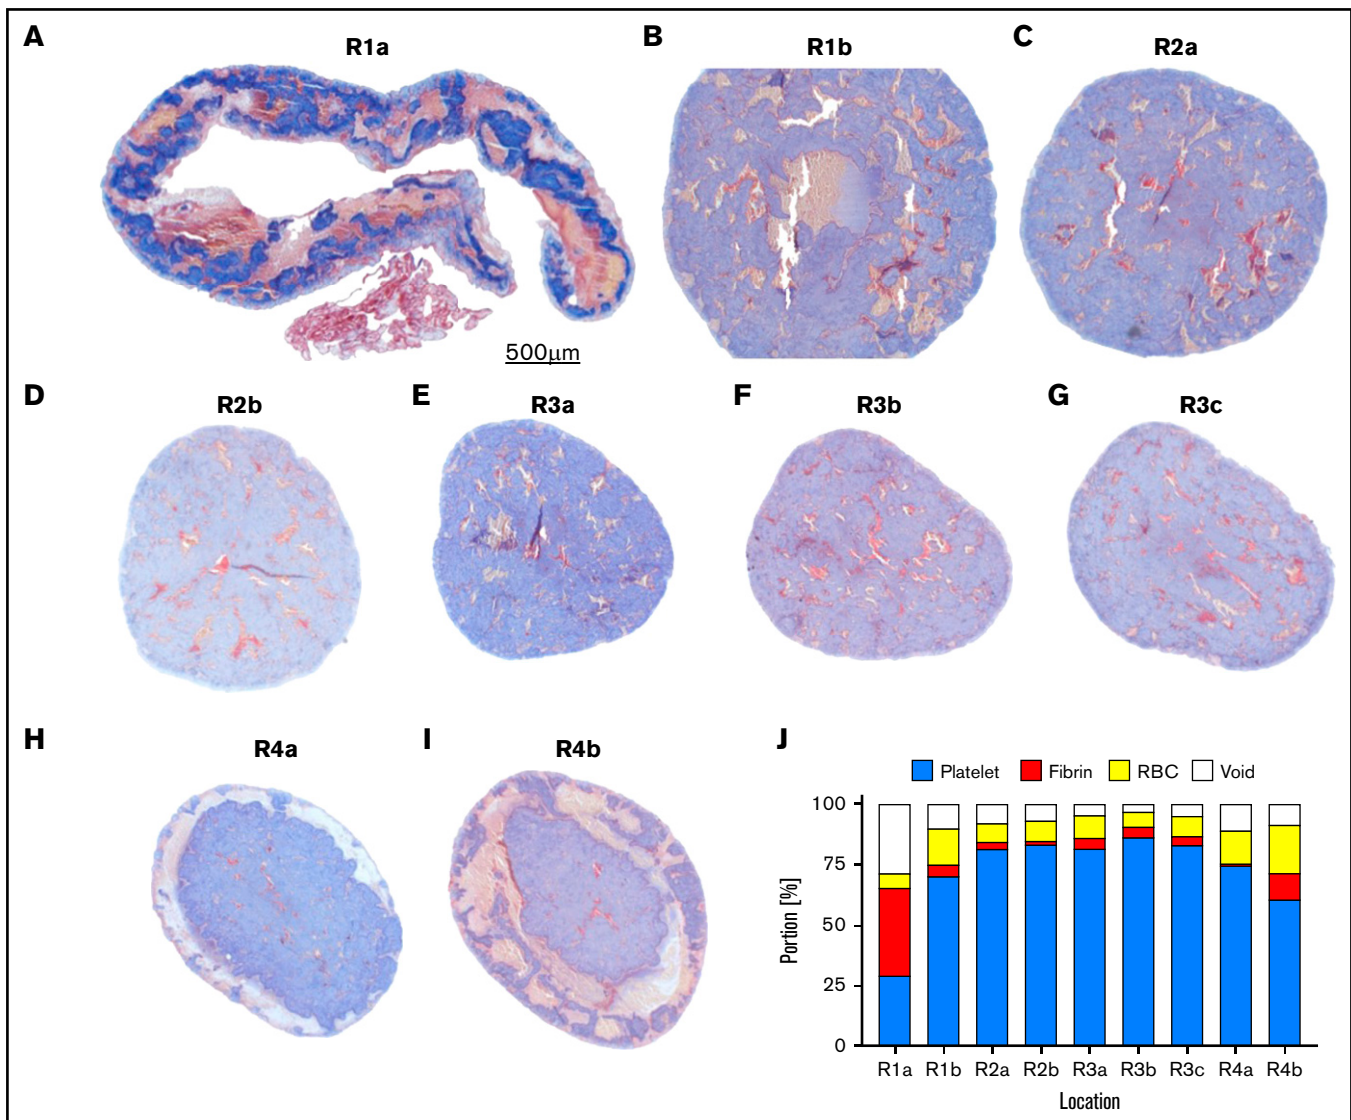 A
R1a
B
R1b
C
R2a
500μm
D
R2b
E
R3a
F
R3b
G
R3c
H
R4a
I
R4b
J
Platelet Fibrin RBC Void
100
75
50
25
0
Portion [%]
R1a R1b R2a R2b R3a R3b R3c R4a R4b
Location